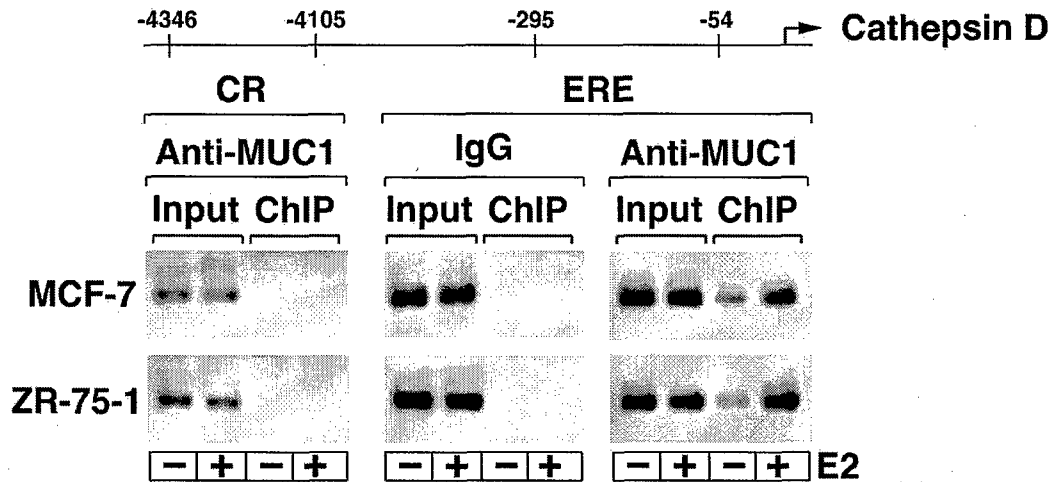 -4346 -4105 -295 -54
Cathepsin D
CR ERE
Anti-MUC1 IgG Anti-MUC1
Input ChIP Input ChIP Input ChIP
MCF-7
ZR-75-1
− + − + − + − + − + − + E2